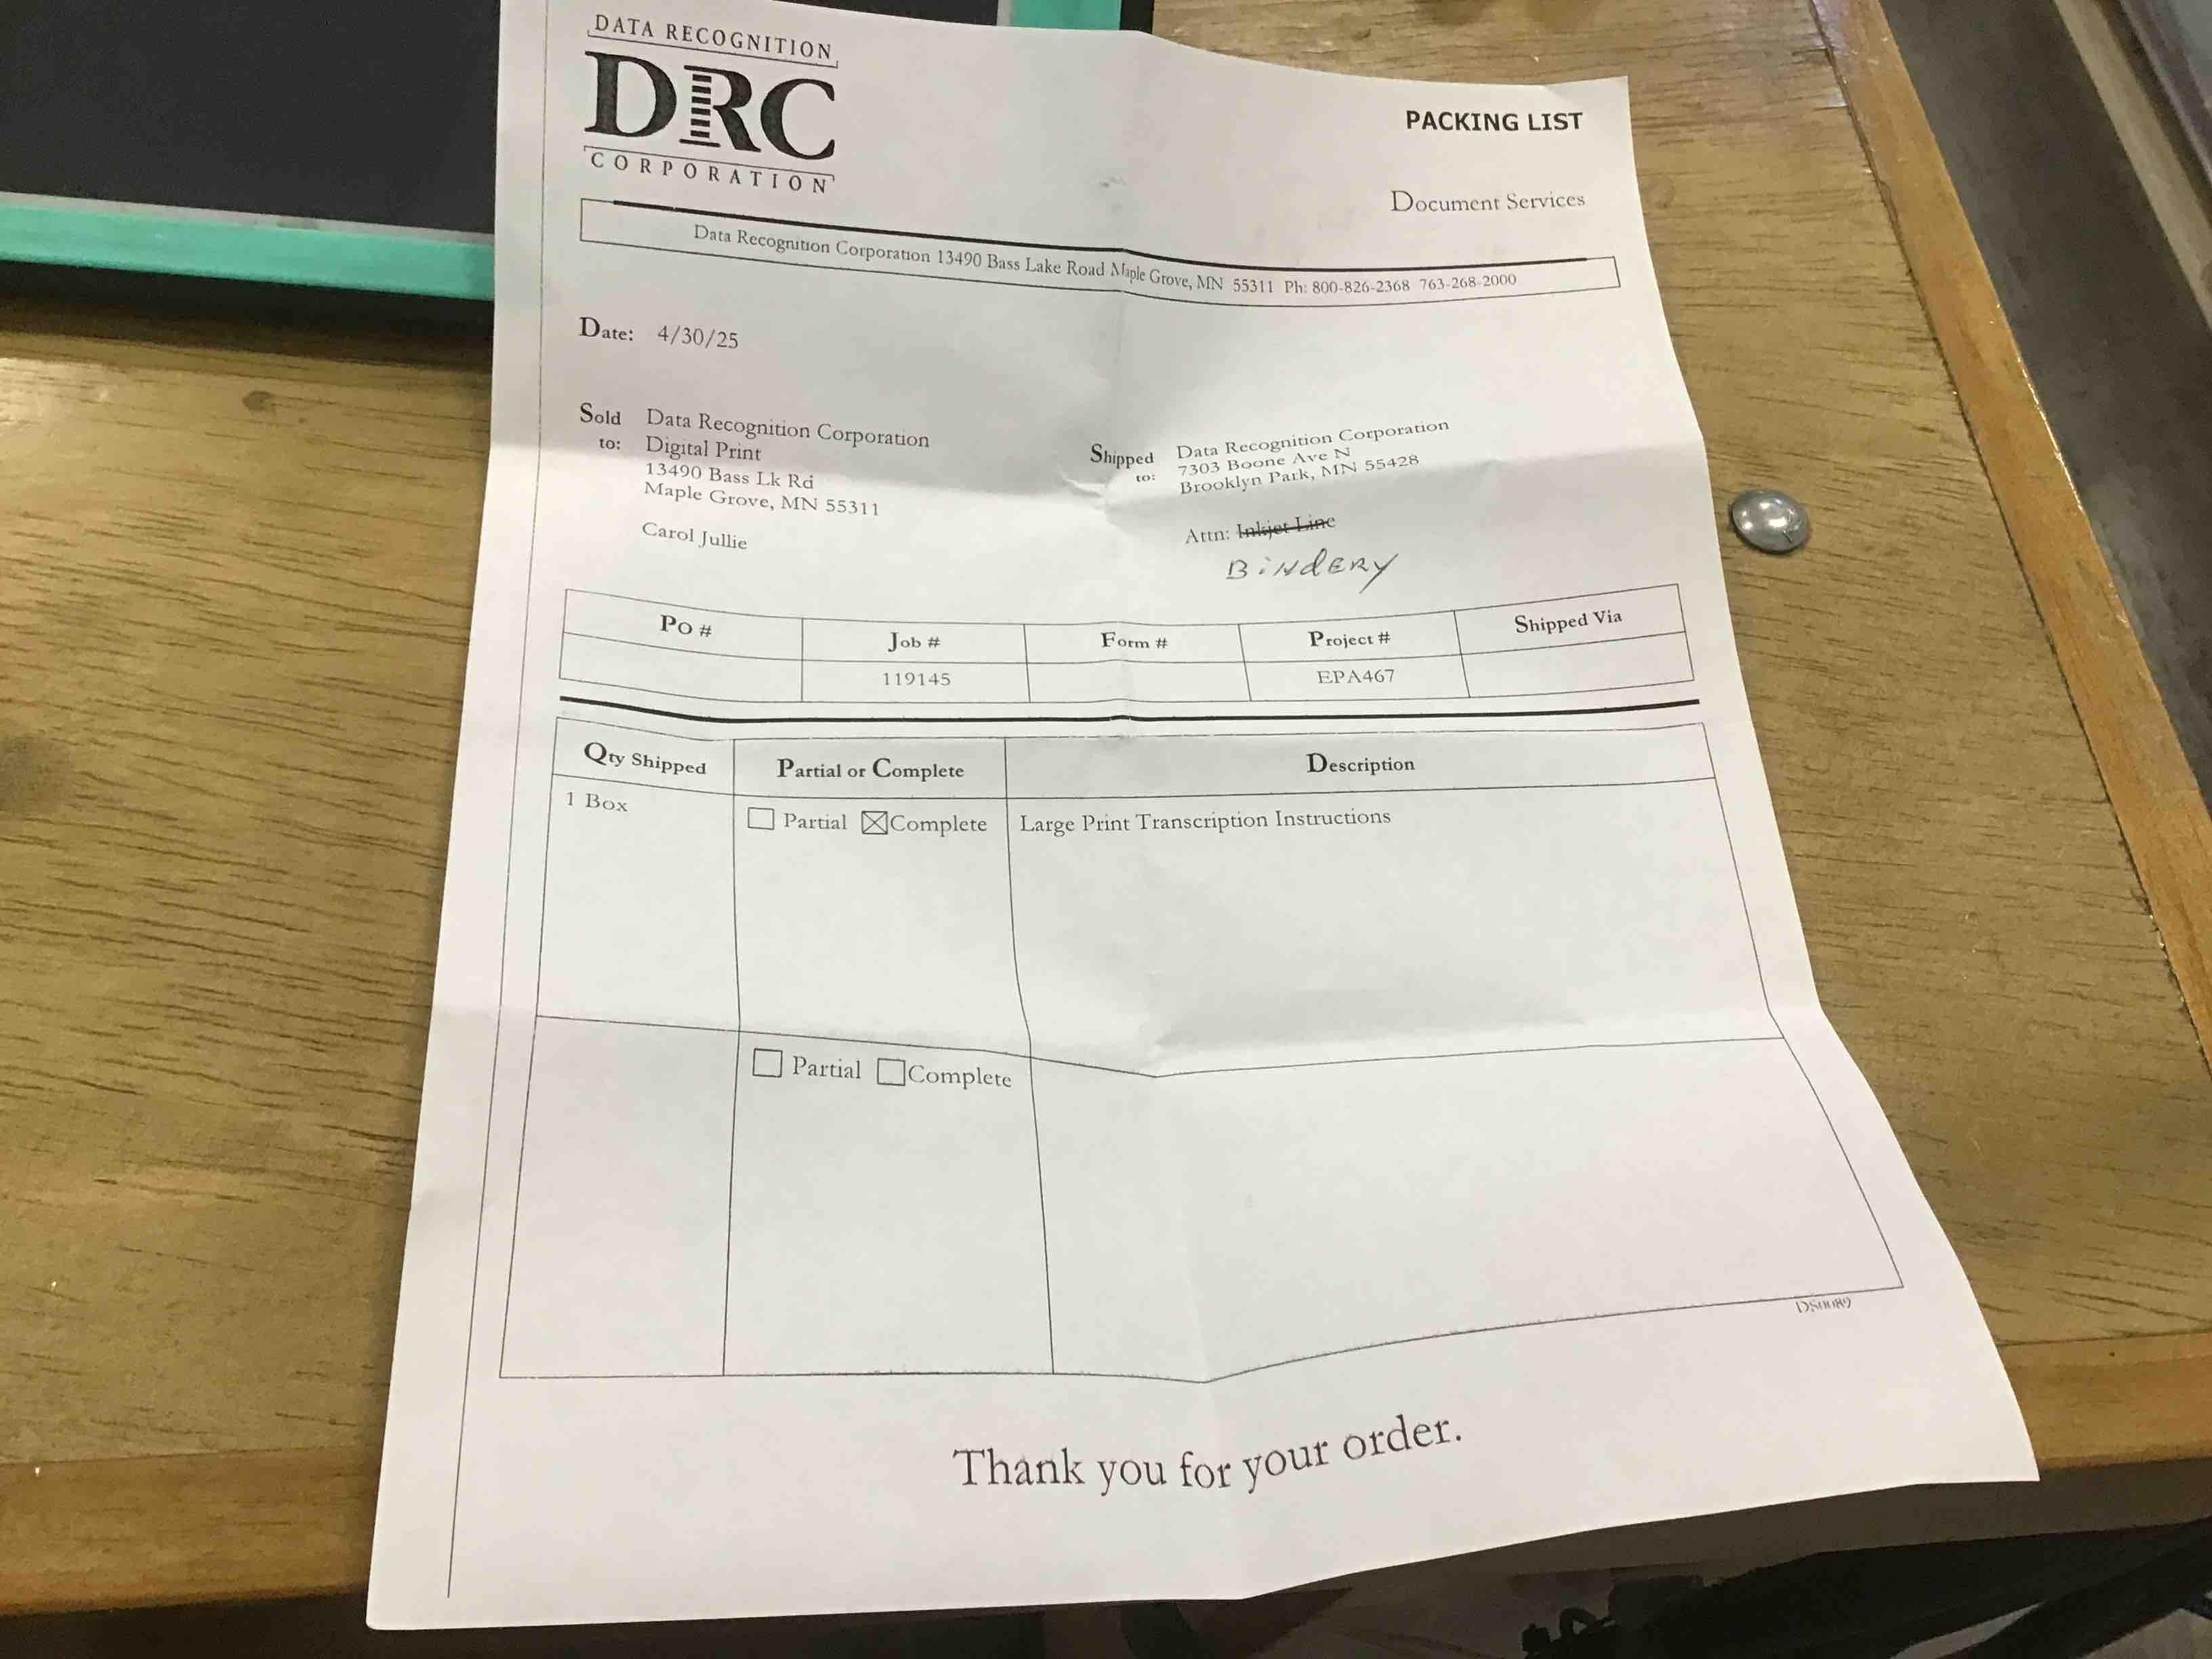 DATA RECOGNITION
DRC
CORPORATION
PACKING LIST
Document Services
Data Recognition Corporation 13490 Bass Lake Road Maple Grove, MN 55311 Ph: 800-826-2368 763-268-2000
Date: 4/30/25
Sold to: Data Recognition Corporation
Digital Print
13490 Bass Lk Rd
Maple Grove, MN 55311
Carol Jullie
Shipped to: Data Recognition Corporation
7303 Boone Ave N
Brooklyn Park, MN 55428
Attn: Inkjet Line
BiNdERY
Po # Job # Form # Project # Shipped Via
119145 EPA467
Qty Shipped Partial or Complete Description
1 Box Partial Complete Large Print Transcription Instructions
Partial Complete
DS0089
Thank you for your order.